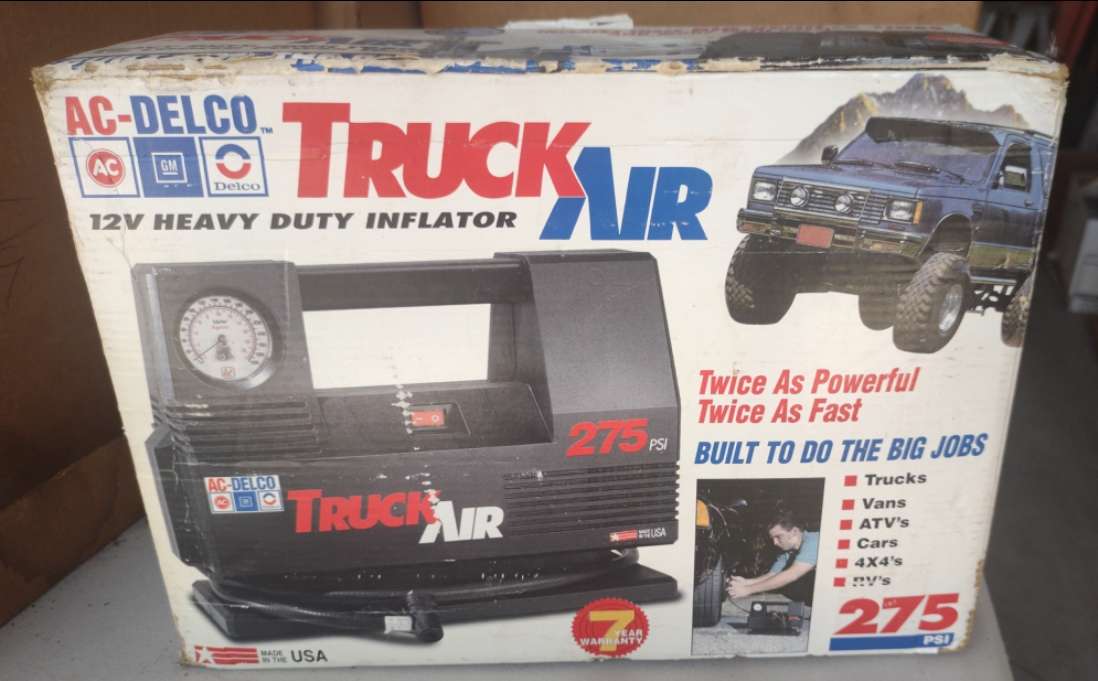 AC-DELCO™
AC
GM
Delco
TRUCK AIR
12V HEAVY DUTY INFLATOR
275 PSI
AC-DELCO
TRUCK AIR
MADE IN THE USA
Twice As Powerful
Twice As Fast
BUILT TO DO THE BIG JOBS
Trucks
Vans
ATV's
Cars
4X4's
RV's
275
PSI
7 YEAR
WARRANTY
MADE
IN THE USA